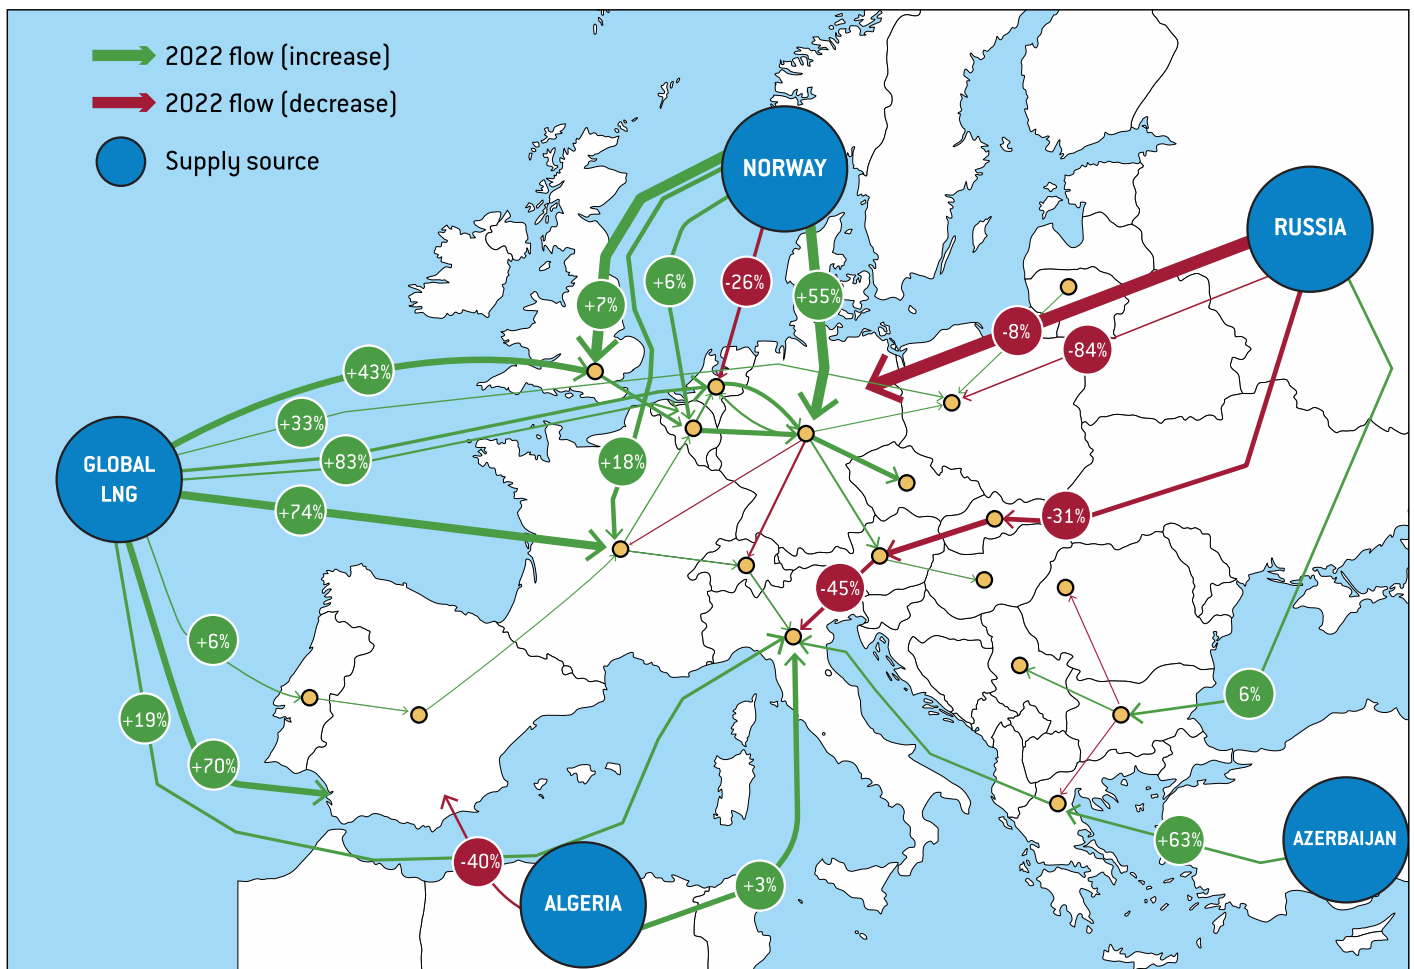 2022 flow (increase)
2022 flow (decrease)
Supply source
NORWAY
RUSSIA
+6%
-26%
+55%
+7%
-8%
-84%
+43%
+33%
+83%
+18%
GLOBAL
LNG
+74%
-31%
-45%
+6%
+19%
6%
+70%
+63%
AZERBAIJAN
-40%
+3%
ALGERIA